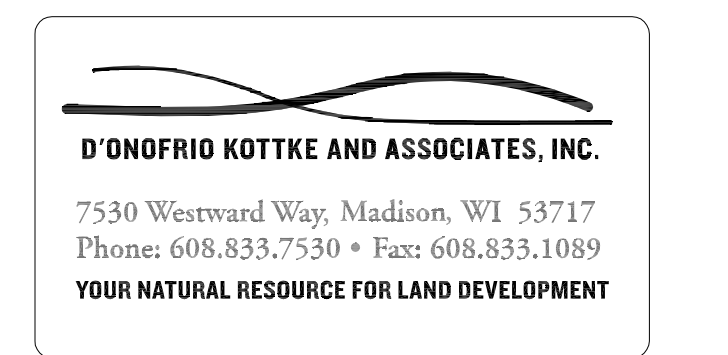 D'ONOFRIO KOTTKE AND ASSOCIATES, INC.
7530 Westward Way, Madison, WI 53717
Phone: 608.833.7530 • Fax: 608.833.1089
YOUR NATURAL RESOURCE FOR LAND DEVELOPMENT